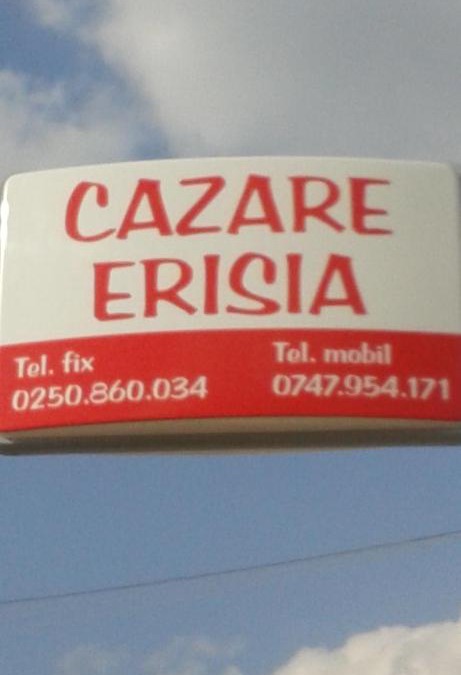 CAZARE
ERISIA
Tel. fix
0250.860.034
Tel. mobil
0747.954.171